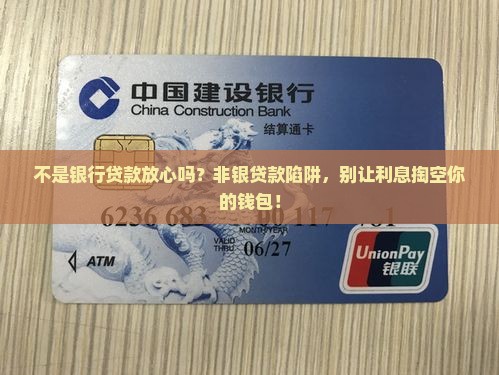 中国建设银行
China Construction Bank
结算通卡
不是银行贷款放心吗？非银贷款陷阱，别让利息掏空你
的钱包！
MONTH/YEAR
VALID
THRU
06/27
ATM
UnionPay
银联